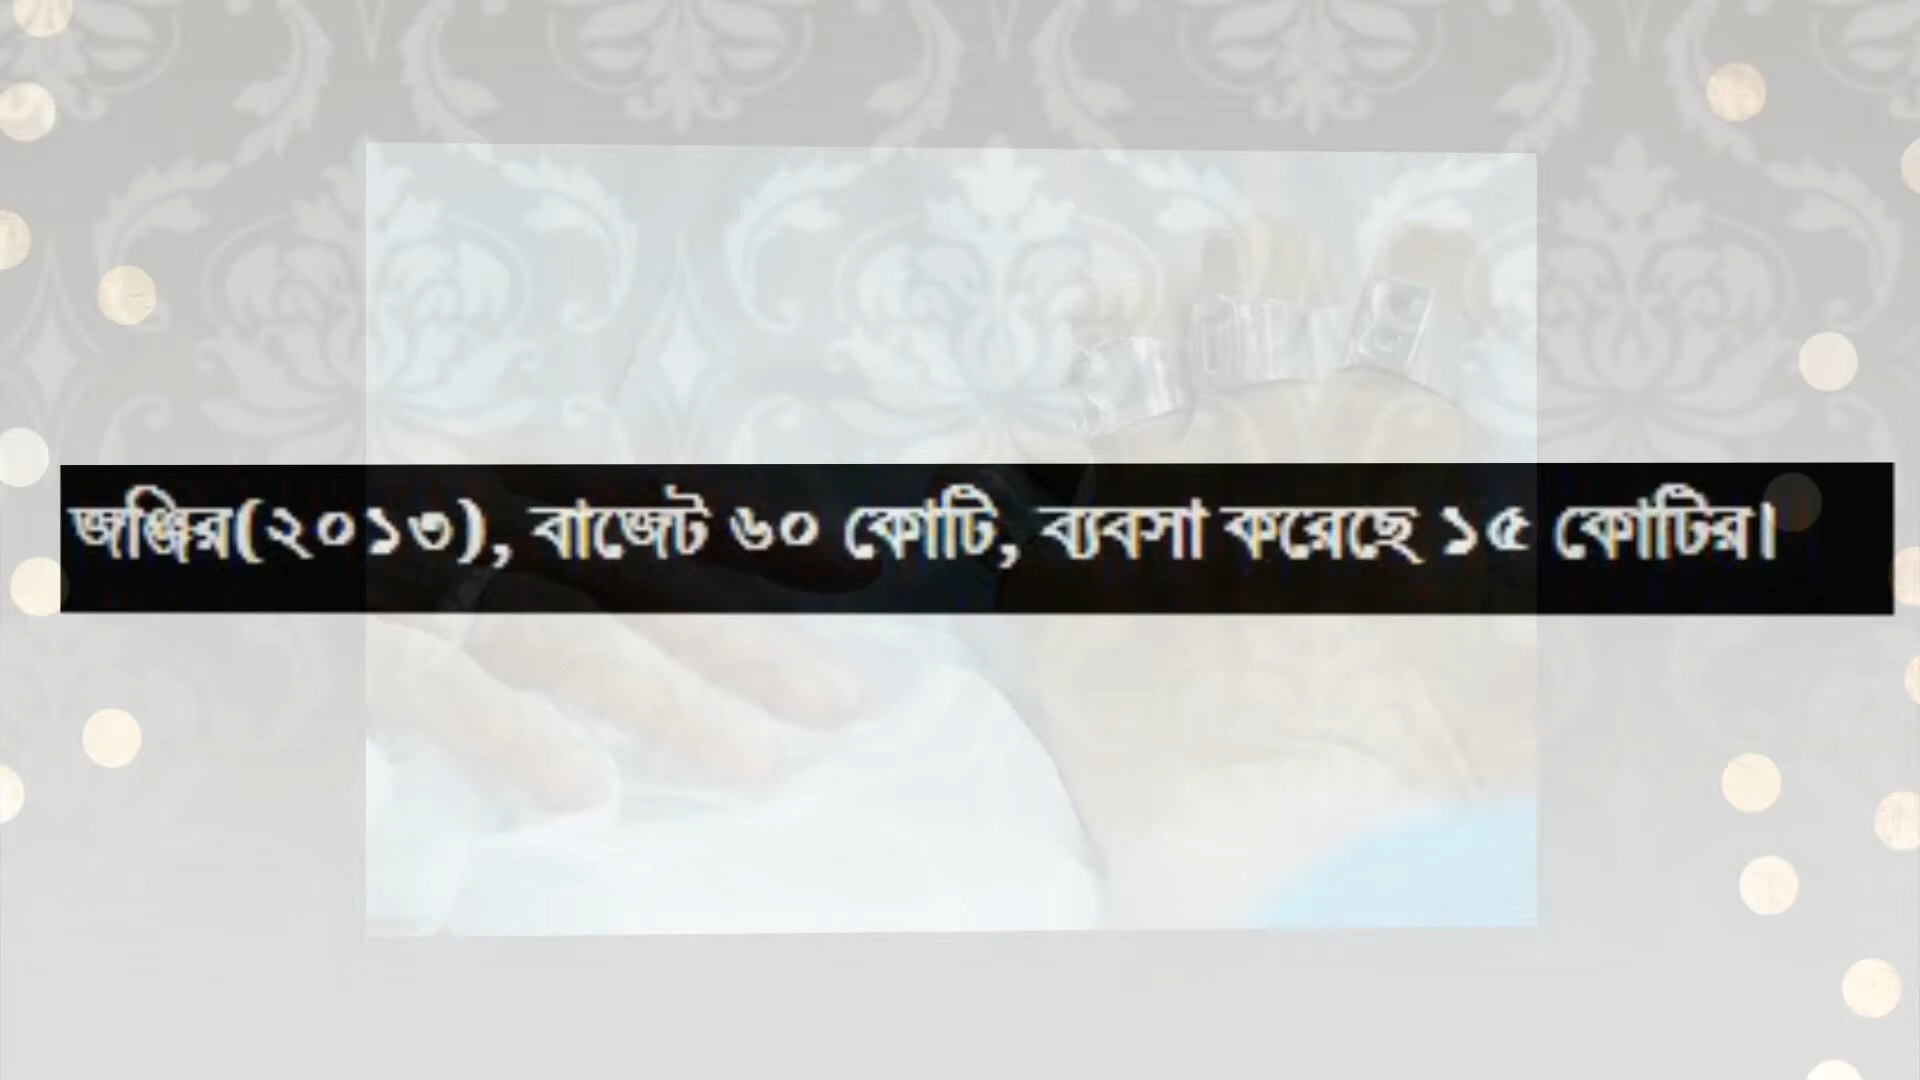 জঞ্জির(২০১৩), বাজেট ৬০ কোটি, ব্যবসা করেছে ১৫ কোটির।